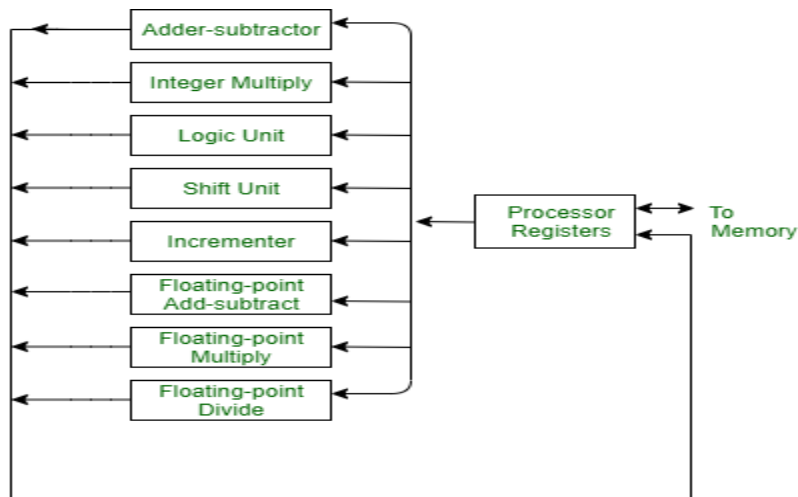 Adder-subtractor
Integer Multiply
Logic Unit
Shift Unit
Incrementer
Floating-point
Add-subtract
Floating-point
Multiply
Floating-point
Divide
Processor
Registers
To
Memory